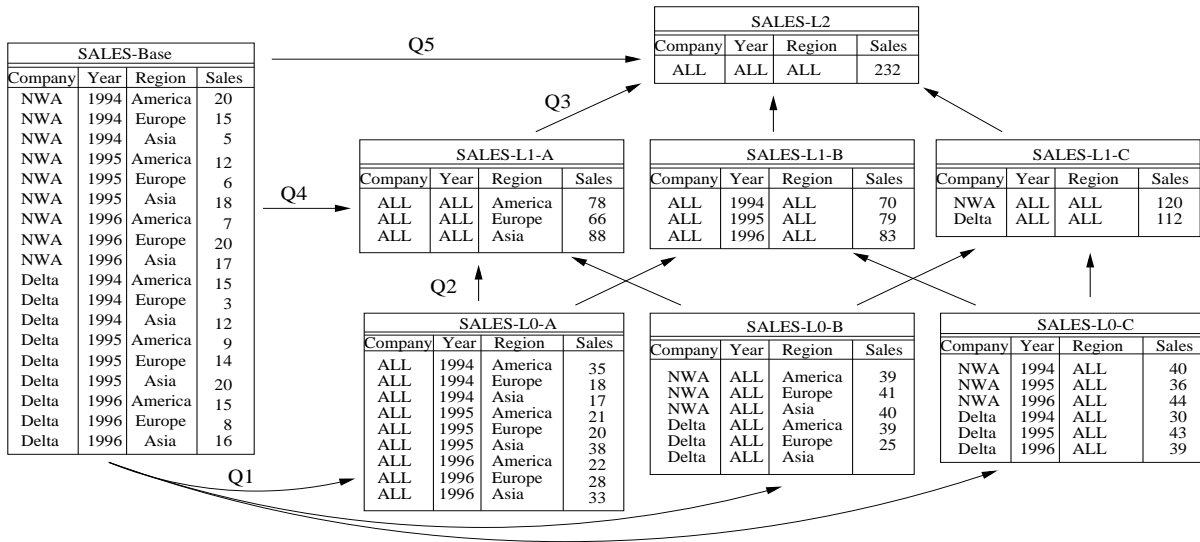 SALES-Base
Company Year Region Sales
NWA 1994 America 20
NWA 1994 Europe 15
NWA 1994 Asia 5
NWA 1995 America 12
NWA 1995 Europe 6
NWA 1995 Asia 18
NWA 1996 America 7
NWA 1996 Europe 20
NWA 1996 Asia 17
Delta 1994 America 15
Delta 1994 Europe 3
Delta 1994 Asia 12
Delta 1995 America 9
Delta 1995 Europe 14
Delta 1995 Asia 20
Delta 1996 America 15
Delta 1996 Europe 8
Delta 1996 Asia 16
Q5
SALES-L2
Company Year Region Sales
ALL ALL ALL 232
Q3
Q4
SALES-L1-A
Company Year Region Sales
ALL ALL America 78
ALL ALL Europe 66
ALL ALL Asia 88
SALES-L1-B
Company Year Region Sales
ALL 1994 ALL 70
ALL 1995 ALL 79
ALL 1996 ALL 83
SALES-L1-C
Company Year Region Sales
NWA ALL ALL 120
Delta ALL ALL 112
Q2
SALES-L0-A
Company Year Region Sales
ALL 1994 America 35
ALL 1994 Europe 18
ALL 1994 Asia 17
ALL 1995 America 21
ALL 1995 Europe 20
ALL 1995 Asia 38
ALL 1996 America 22
ALL 1996 Europe 28
ALL 1996 Asia 33
SALES-L0-B
Company Year Region Sales
NWA ALL America 39
NWA ALL Europe 41
NWA ALL Asia 40
Delta ALL America 39
Delta ALL Europe 25
Delta ALL Asia
SALES-L0-C
Company Year Region Sales
NWA 1994 ALL 40
NWA 1995 ALL 36
NWA 1996 ALL 44
Delta 1994 ALL 30
Delta 1995 ALL 43
Delta 1996 ALL 39
Q1